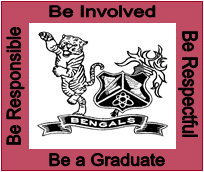 Be Involved
Be Responsible
Be Respectful
BENGALS
Be a Graduate